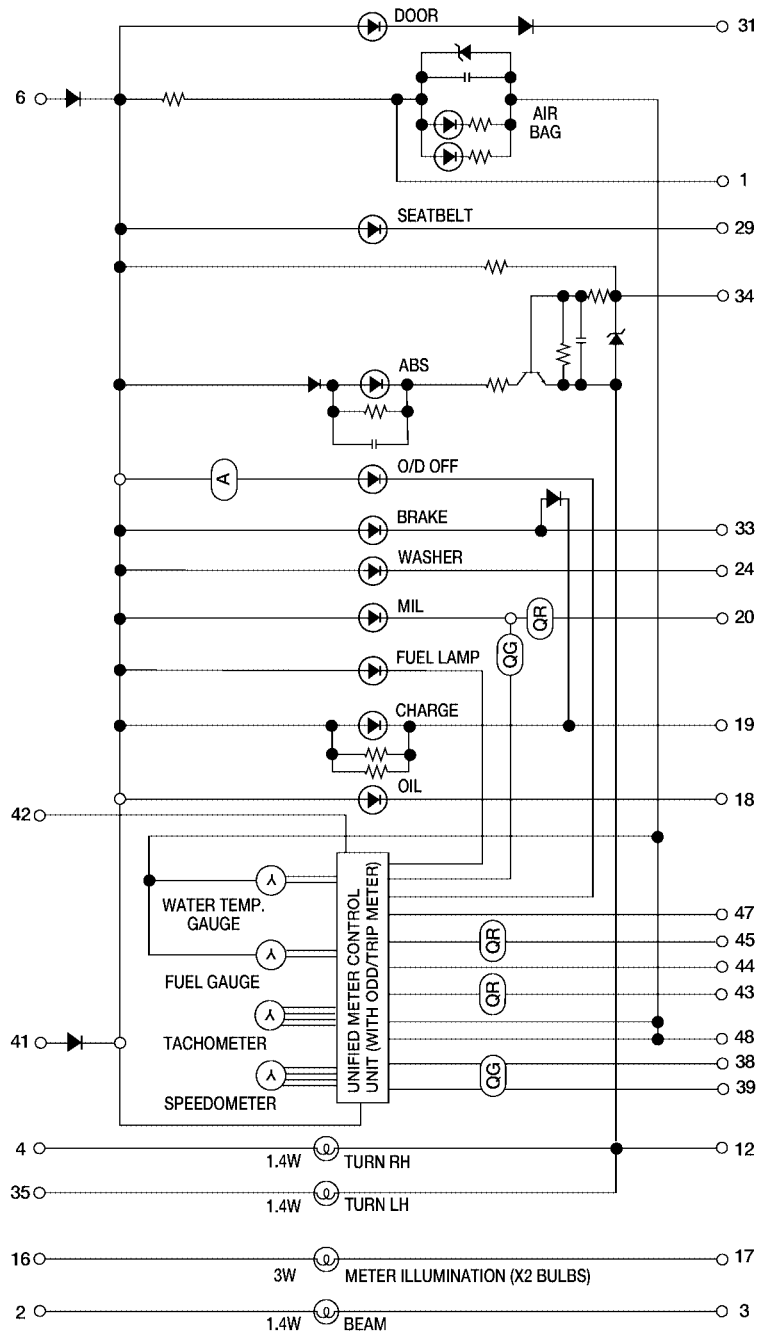 DOOR
31
6
AIR
BAG
1
SEATBELT
29
34
ABS
A
O/D OFF
BRAKE
33
WASHER
24
MIL
QR
20
QG
FUEL LAMP
CHARGE
19
OIL
18
42
WATER TEMP.
GAUGE
UNIFIED METER CONTROL
UNIT (WITH ODD/TRIP METER)
47
QR
45
FUEL GAUGE
44
QR
43
TACHOMETER
41
48
38
QG
39
SPEEDOMETER
4
1.4W
TURN RH
12
35
1.4W
TURN LH
16
3W
METER ILLUMINATION (X2 BULBS)
17
2
1.4W
BEAM
3